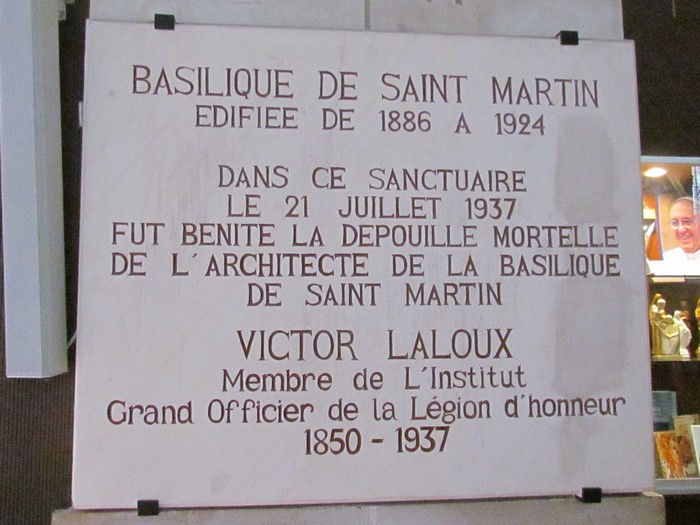 BASILIQUE DE SAINT MARTIN
EDIFIEE DE 1886 A 1924
DANS CE SANCTUAIRE
LE 21 JUILLET 1937
FUT BENITE LA DEPOUILLE MORTELLE
DE L'ARCHITECTE DE LA BASILIQUE
DE SAINT MARTIN
VICTOR LALOUX
Membre de L'Institut
Grand Officier de la Légion d'honneur
1850 - 1937